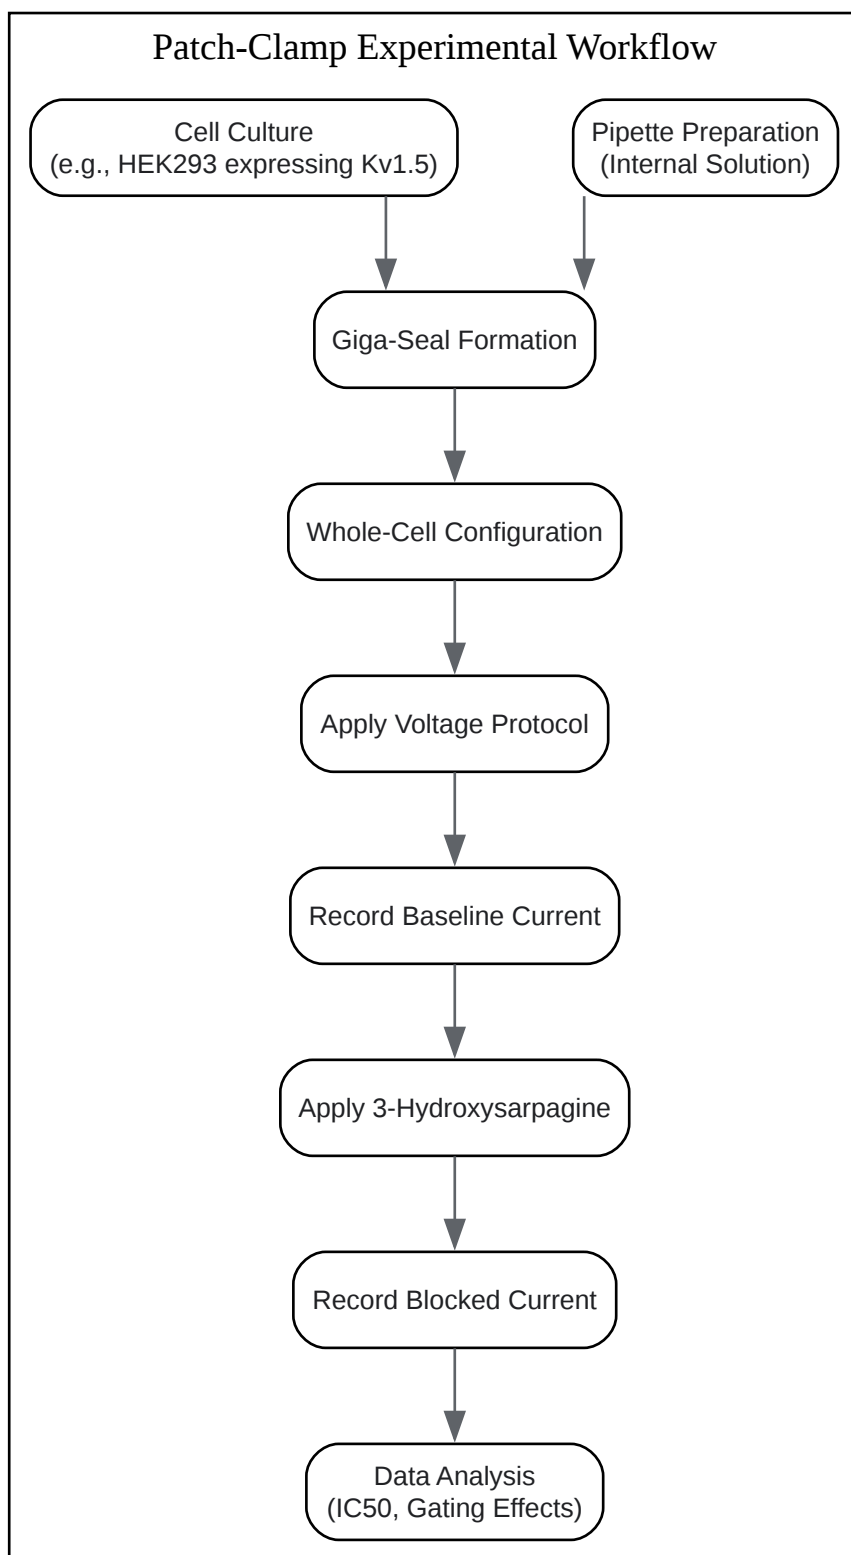 Patch-Clamp Experimental Workflow
Cell Culture
(e.g., HEK293 expressing Kv1.5)
Pipette Preparation
(Internal Solution)
Giga-Seal Formation
Whole-Cell Configuration
Apply Voltage Protocol
Record Baseline Current
Apply 3-Hydroxysarpagine
Record Blocked Current
Data Analysis
(IC50, Gating Effects)